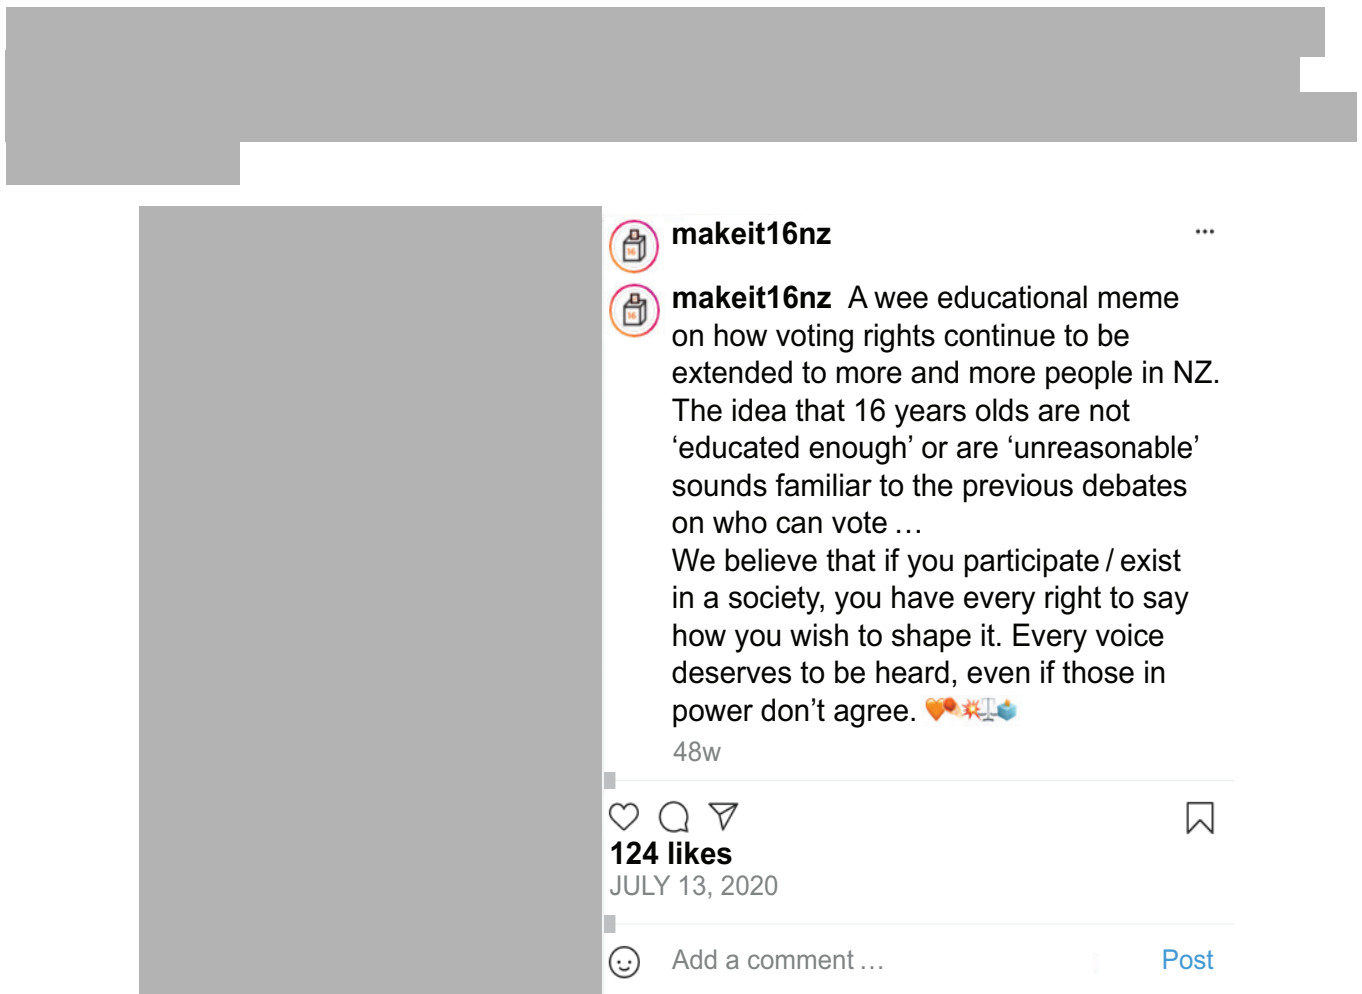 makeit16nz
makeit16nz A wee educational meme
on how voting rights continue to be
extended to more and more people in NZ.
The idea that 16 years olds are not
‘educated enough’ or are ‘unreasonable’
sounds familiar to the previous debates
on who can vote …
We believe that if you participate / exist
in a society, you have every right to say
how you wish to shape it. Every voice
deserves to be heard, even if those in
power don’t agree. 🧡✊💥⚖️🗳️
48w
124 likes
JULY 13, 2020
Add a comment … Post